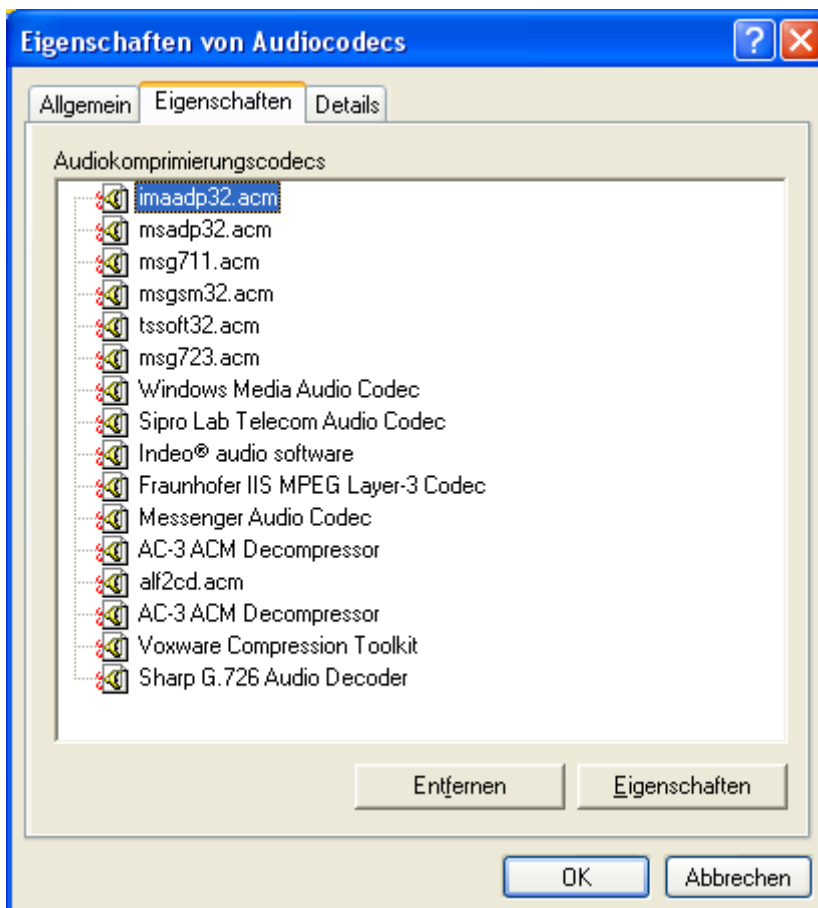 Eigenschaften von Audiocodecs
Allgemein
Eigenschaften
Details
Audiokomprimierungscodecs
imaadp32.acm
msadp32.acm
msg711.acm
msgsm32.acm
tssoft32.acm
msg723.acm
Windows Media Audio Codec
Sipro Lab Telecom Audio Codec
Indeo® audio software
Fraunhofer IIS MPEG Layer-3 Codec
Messenger Audio Codec
AC-3 ACM Decompressor
alf2cd.acm
AC-3 ACM Decompressor
Voxware Compression Toolkit
Sharp G.726 Audio Decoder
Entfernen
Eigenschaften
OK
Abbrechen